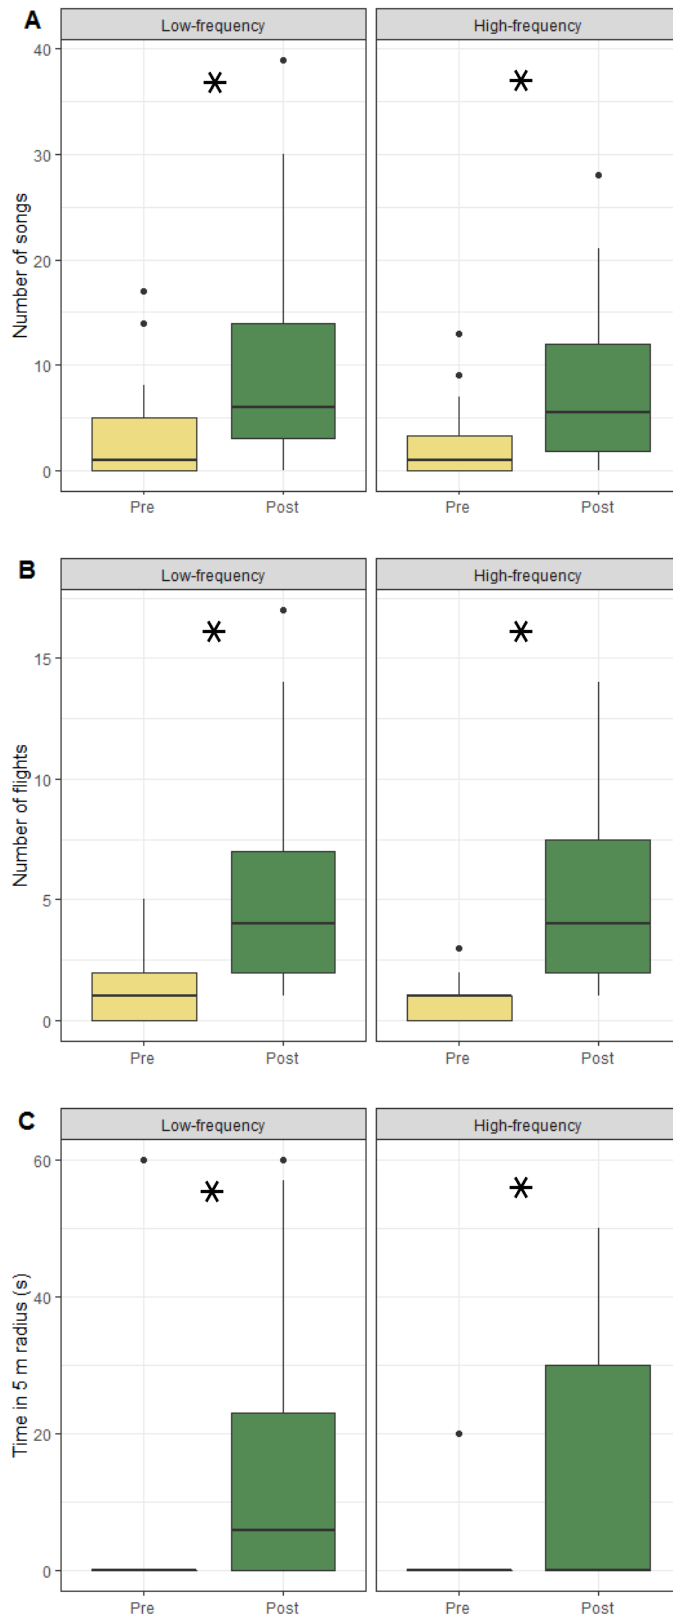 A
Low-frequency High-frequency
40
30
20
10
0
Number of songs
Pre Post Pre Post
B
Low-frequency High-frequency
15
10
5
0
Number of flights
Pre Post Pre Post
C
Low-frequency High-frequency
60
40
20
0
Time in 5 m radius (s)
Pre Post Pre Post